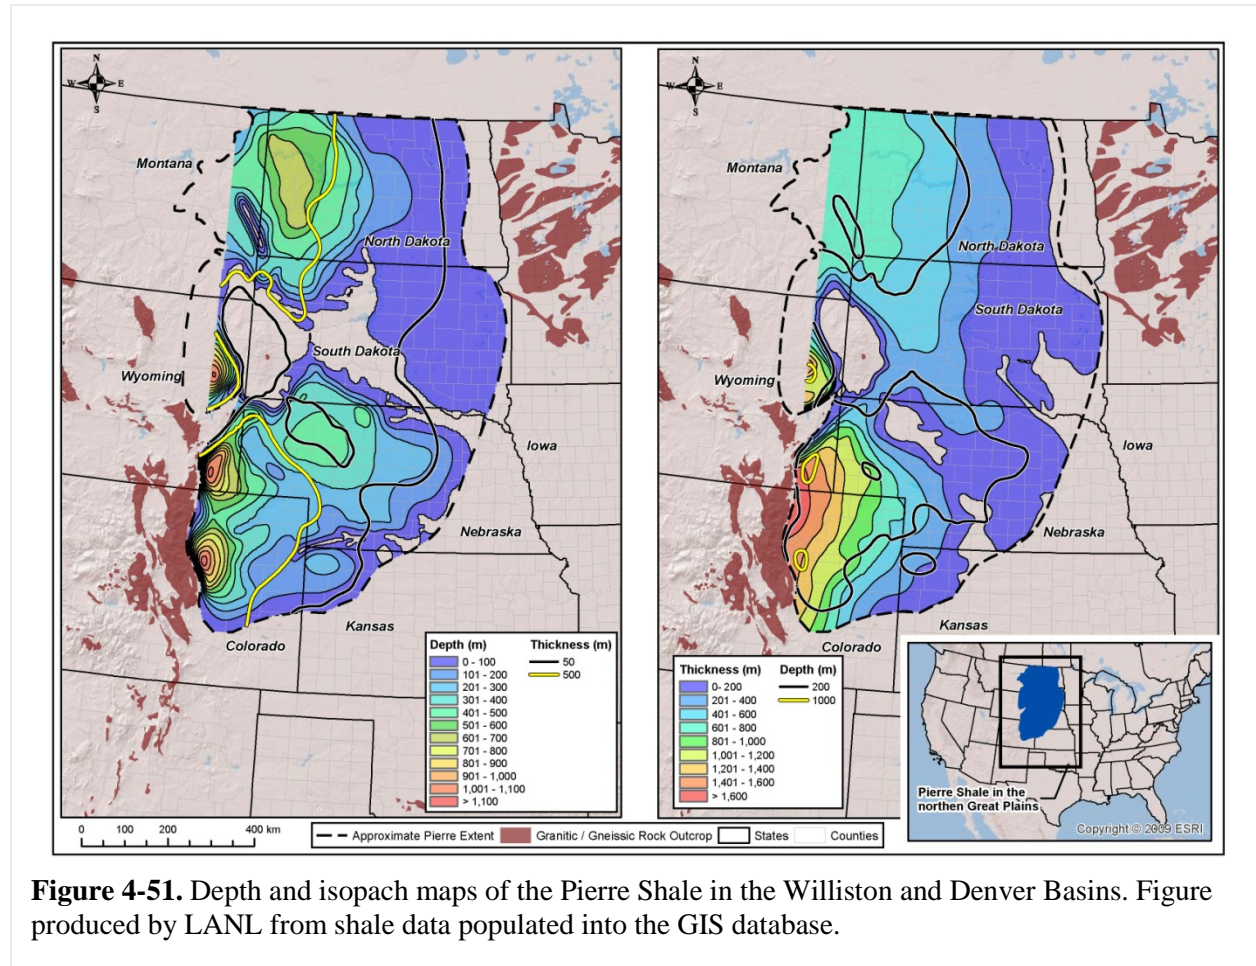 N
W E
S
Montana
North Dakota
South Dakota
Wyoming
Iowa
Nebraska
Kansas
Colorado
Depth (m)
0 - 100
101 - 200
201 - 300
301 - 400
401 - 500
501 - 600
601 - 700
701 - 800
801 - 900
901 - 1,000
1,001 - 1,100
> 1,100
Thickness (m)
50
500
N
W E
S
Montana
North Dakota
South Dakota
Wyoming
Iowa
Nebraska
Kansas
Colorado
Thickness (m)
0- 200
201 - 400
401 - 600
601 - 800
801 - 1,000
1,001 - 1,200
1,201 - 1,400
1,401 - 1,600
> 1,600
Depth (m)
200
1000
Pierre Shale in the
northen Great Plains
Copyright © 2009 ESRI
0 100 200 400 km
Approximate Pierre Extent Granitic / Gneissic Rock Outcrop States Counties
Figure 4-51. Depth and isopach maps of the Pierre Shale in the Williston and Denver Basins. Figure
produced by LANL from shale data populated into the GIS database.